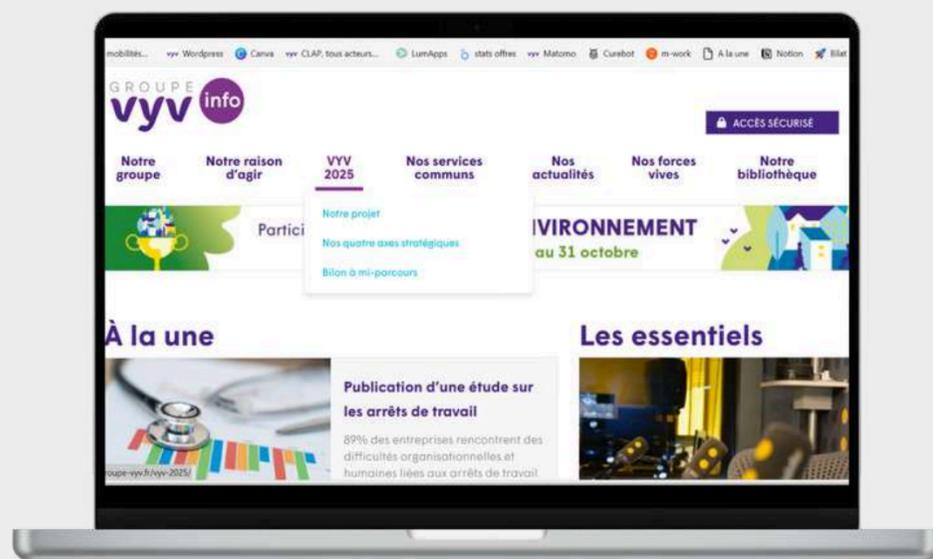 mobilités...
Wordpress
Canva
CLAP, tous acteurs...
LumApps
stats offres
Matomo
Curebot
m-work
A la une
Notion
Bilat
GROUPE
vyv info
ACCÈS SÉCURISÉ
Notre groupe
Notre raison d'agir
VYV 2025
Nos services communs
Nos actualités
Nos forces vives
Notre bibliothèque
Notre projet
Nos quatre axes stratégiques
Bilan à mi-parcours
Partici
VIRONNEMENT
au 31 octobre
À la une
Les essentiels
Publication d'une étude sur
les arrêts de travail
89% des entreprises rencontrent des
difficultés organisationnelles et
humaines liées aux arrêts de travail.
oupe-vyv.fr/vyv-2025/